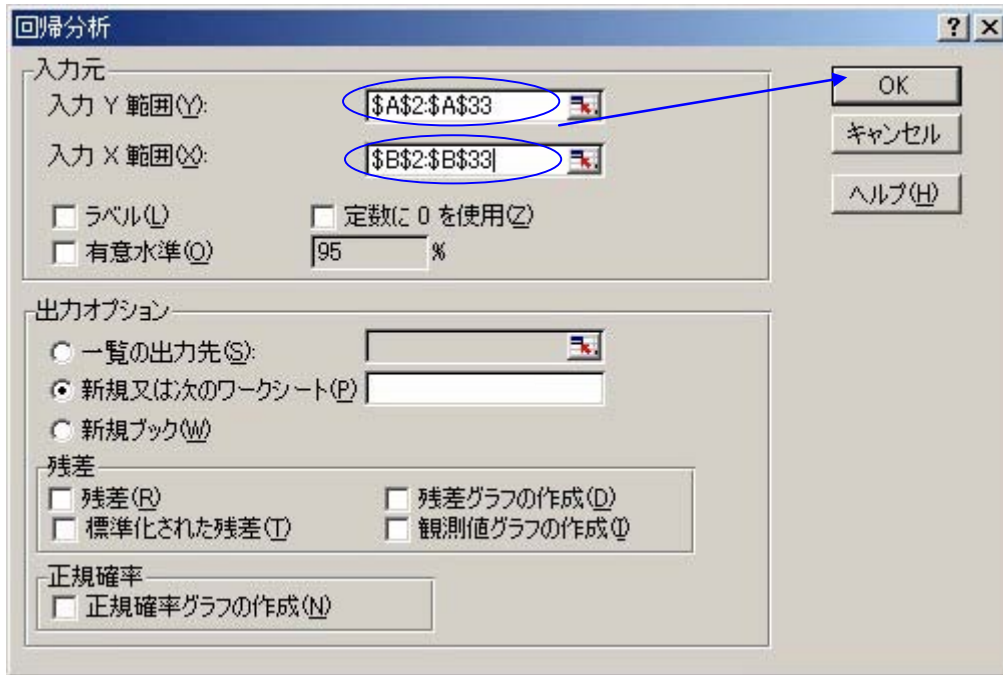 回帰分析
入力元
入力 Y 範囲(Y): $A$2:$A$33
入力 X 範囲(X): $B$2:$B$33
ラベル(L) 定数に 0 を使用(Z)
有意水準(O) 95 %
OK
キャンセル
ヘルプ(H)
出力オプション
一覧の出力先(S):
新規又は次のワークシート(P)
新規ブック(W)
残差
残差(R) 残差グラフの作成(D)
標準化された残差(T) 観測値グラフの作成(I)
正規確率
正規確率グラフの作成(N)